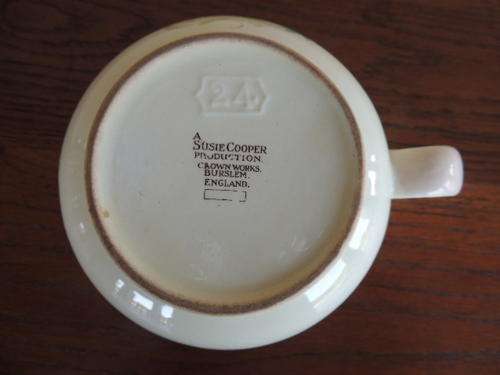 24
A
SUSIE COOPER
PRODUCTION.
CROWN WORKS.
BURSLEM.
ENGLAND.